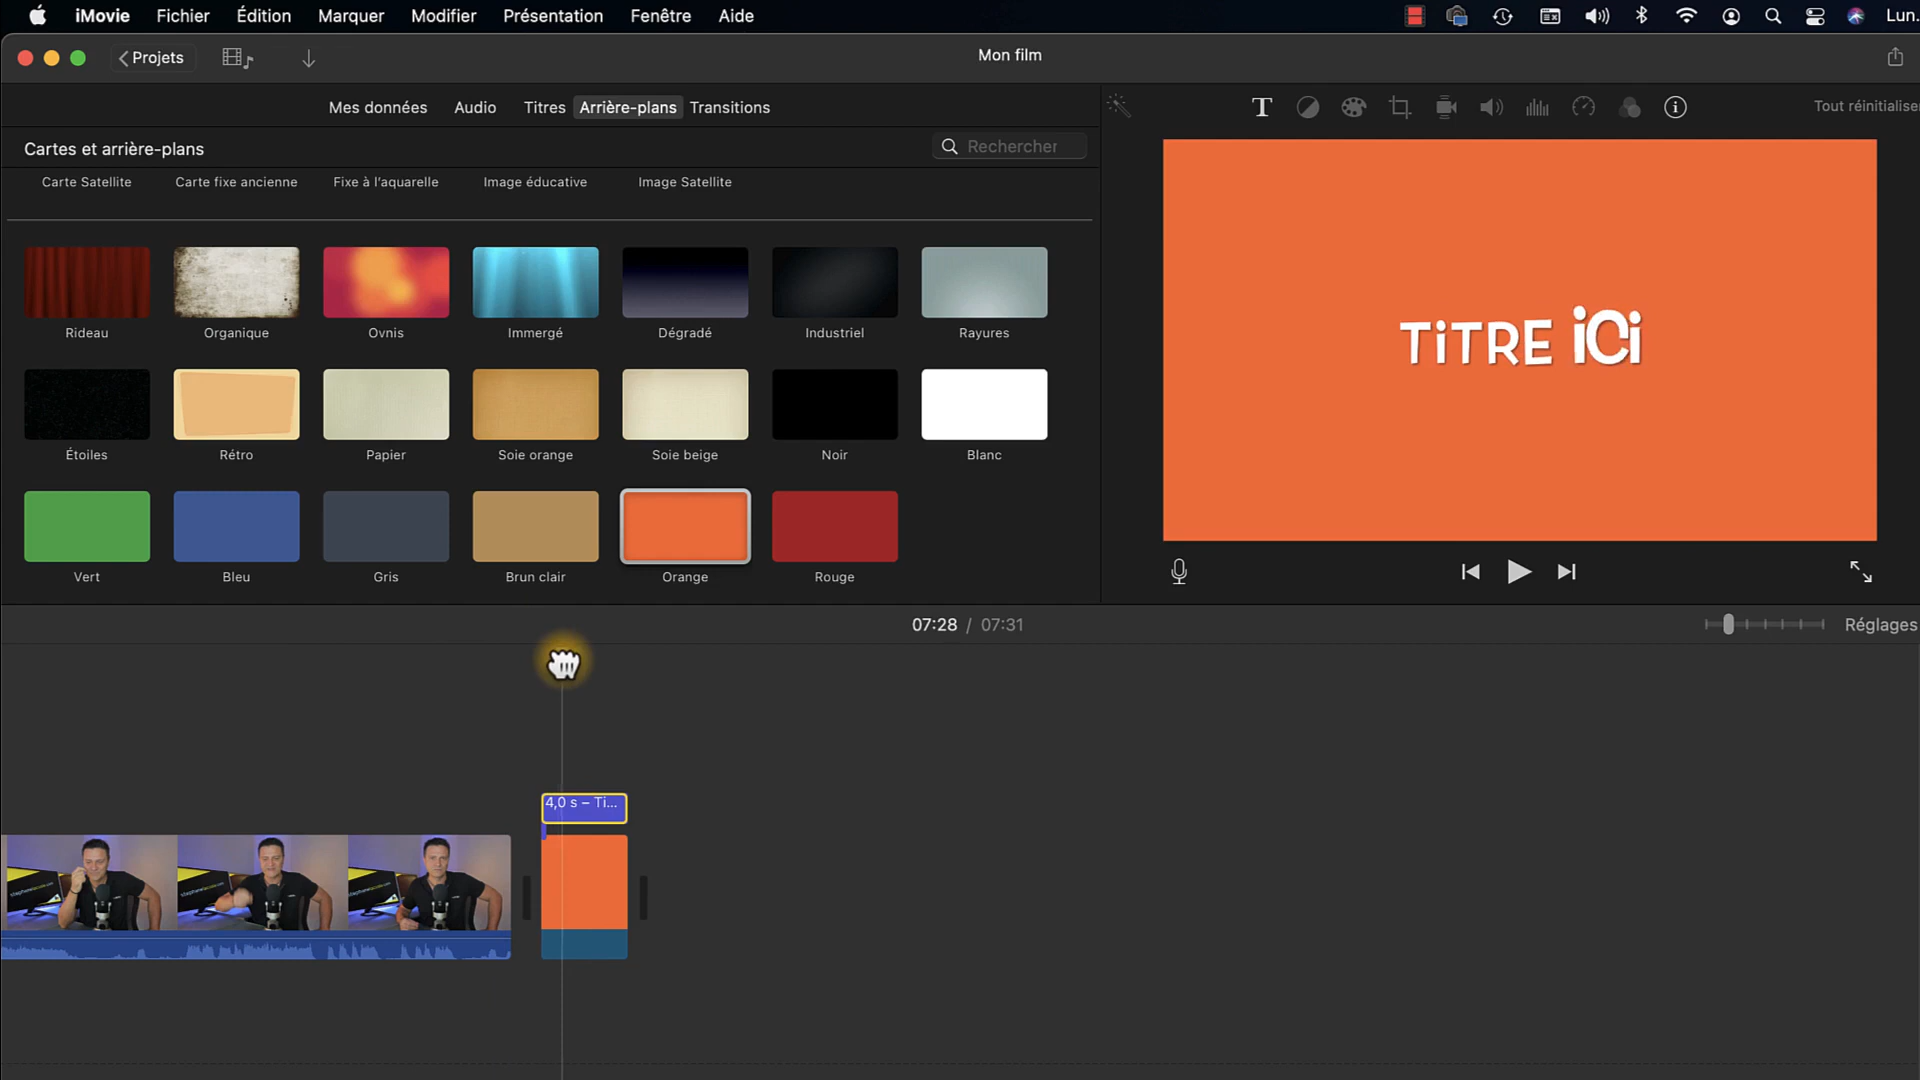 iMovie Fichier Édition Marquer Modifier Présentation Fenêtre Aide Lun.
Projets
Mon film
Mes données Audio Titres Arrière-plans Transitions
Tout réinitialise
Cartes et arrière-plans
Rechercher
Carte Satellite Carte fixe ancienne Fixe à l'aquarelle Image éducative Image Satellite
Rideau Organique Ovnis Immergé Dégradé Industriel Rayures
Étoiles Rétro Papier Soie orange Soie beige Noir Blanc
Vert Bleu Gris Brun clair Orange Rouge
TiTRE iCi
07:28 / 07:31
Réglages
4,0 s – Ti...